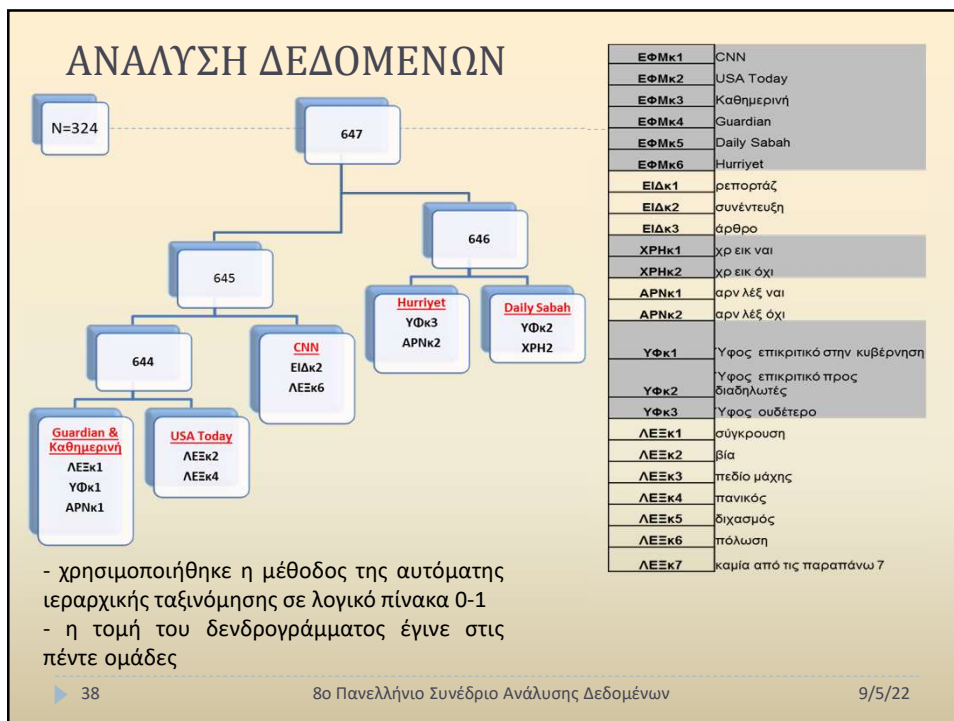 ΑΝΑΛΥΣΗ ΔΕΔΟΜΕΝΩΝ
N=324
647
646
645
644
Hurriyet
ΥΦκ3
ΑΡΝκ2
Daily Sabah
ΥΦκ2
ΧΡΗ2
CNN
ΕΙΔκ2
ΛΕΞκ6
Guardian &
Καθημερινή
ΛΕΞκ1
ΥΦκ1
ΑΡΝκ1
USA Today
ΛΕΞκ2
ΛΕΞκ4
ΕΦΜκ1 CNN
ΕΦΜκ2 USA Today
ΕΦΜκ3 Καθημερινή
ΕΦΜκ4 Guardian
ΕΦΜκ5 Daily Sabah
ΕΦΜκ6 Hurriyet
ΕΙΔκ1 ρεπορτάζ
ΕΙΔκ2 συνέντευξη
ΕΙΔκ3 άρθρο
ΧΡΗκ1 χρ εικ ναι
ΧΡΗκ2 χρ εικ όχι
ΑΡΝκ1 αρν λέξ ναι
ΑΡΝκ2 αρν λέξ όχι
ΥΦκ1 Ύφος επικριτικό στην κυβέρνηση
ΥΦκ2 Ύφος επικριτικό προς
διαδηλωτές
ΥΦκ3 Ύφος ουδέτερο
ΛΕΞκ1 σύγκρουση
ΛΕΞκ2 βία
ΛΕΞκ3 πεδίο μάχης
ΛΕΞκ4 πανικός
ΛΕΞκ5 διχασμός
ΛΕΞκ6 πόλωση
ΛΕΞκ7 καμία από τις παραπάνω 7
- χρησιμοποιήθηκε η μέθοδος της αυτόματης
ιεραρχικής ταξινόμησης σε λογικό πίνακα 0-1
- η τομή του δενδρογράμματος έγινε στις
πέντε ομάδες
38 8ο Πανελλήνιο Συνέδριο Ανάλυσης Δεδομένων 9/5/22